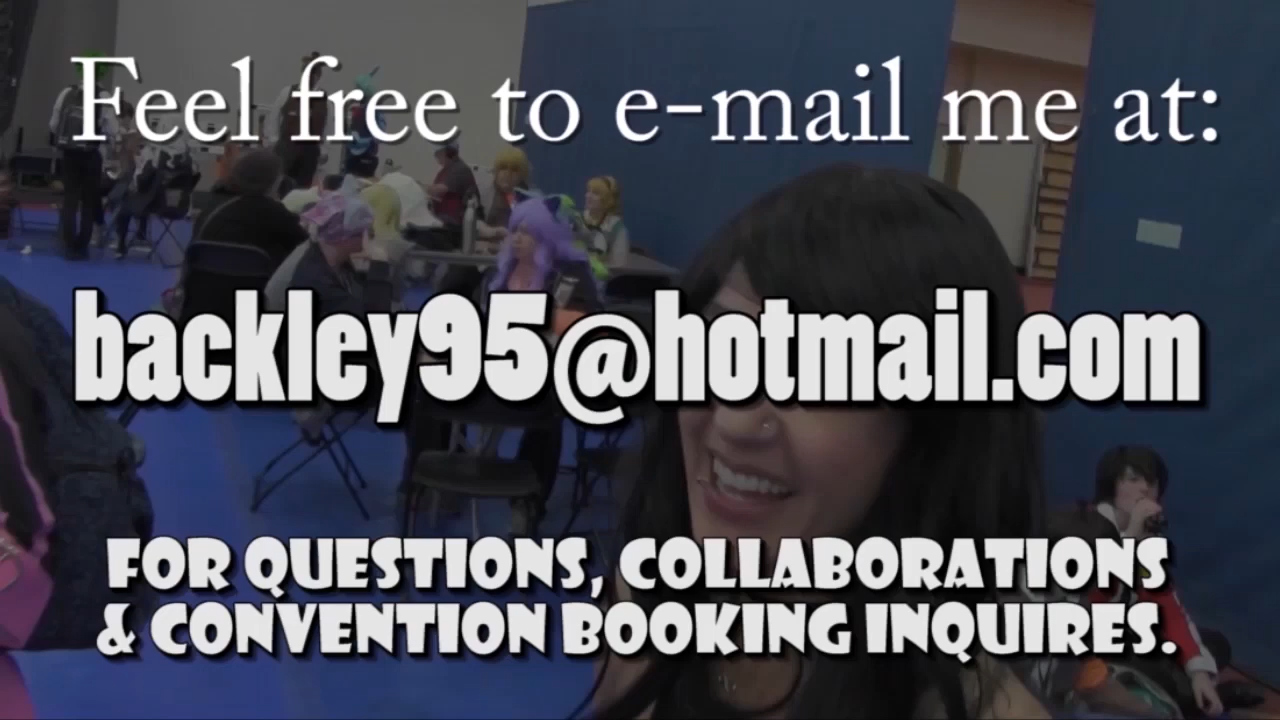 Feel free to e-mail me at:
backley95@hotmail.com
FOR QUESTIONS, COLLABORATIONS
& CONVENTION BOOKING INQUIRES.